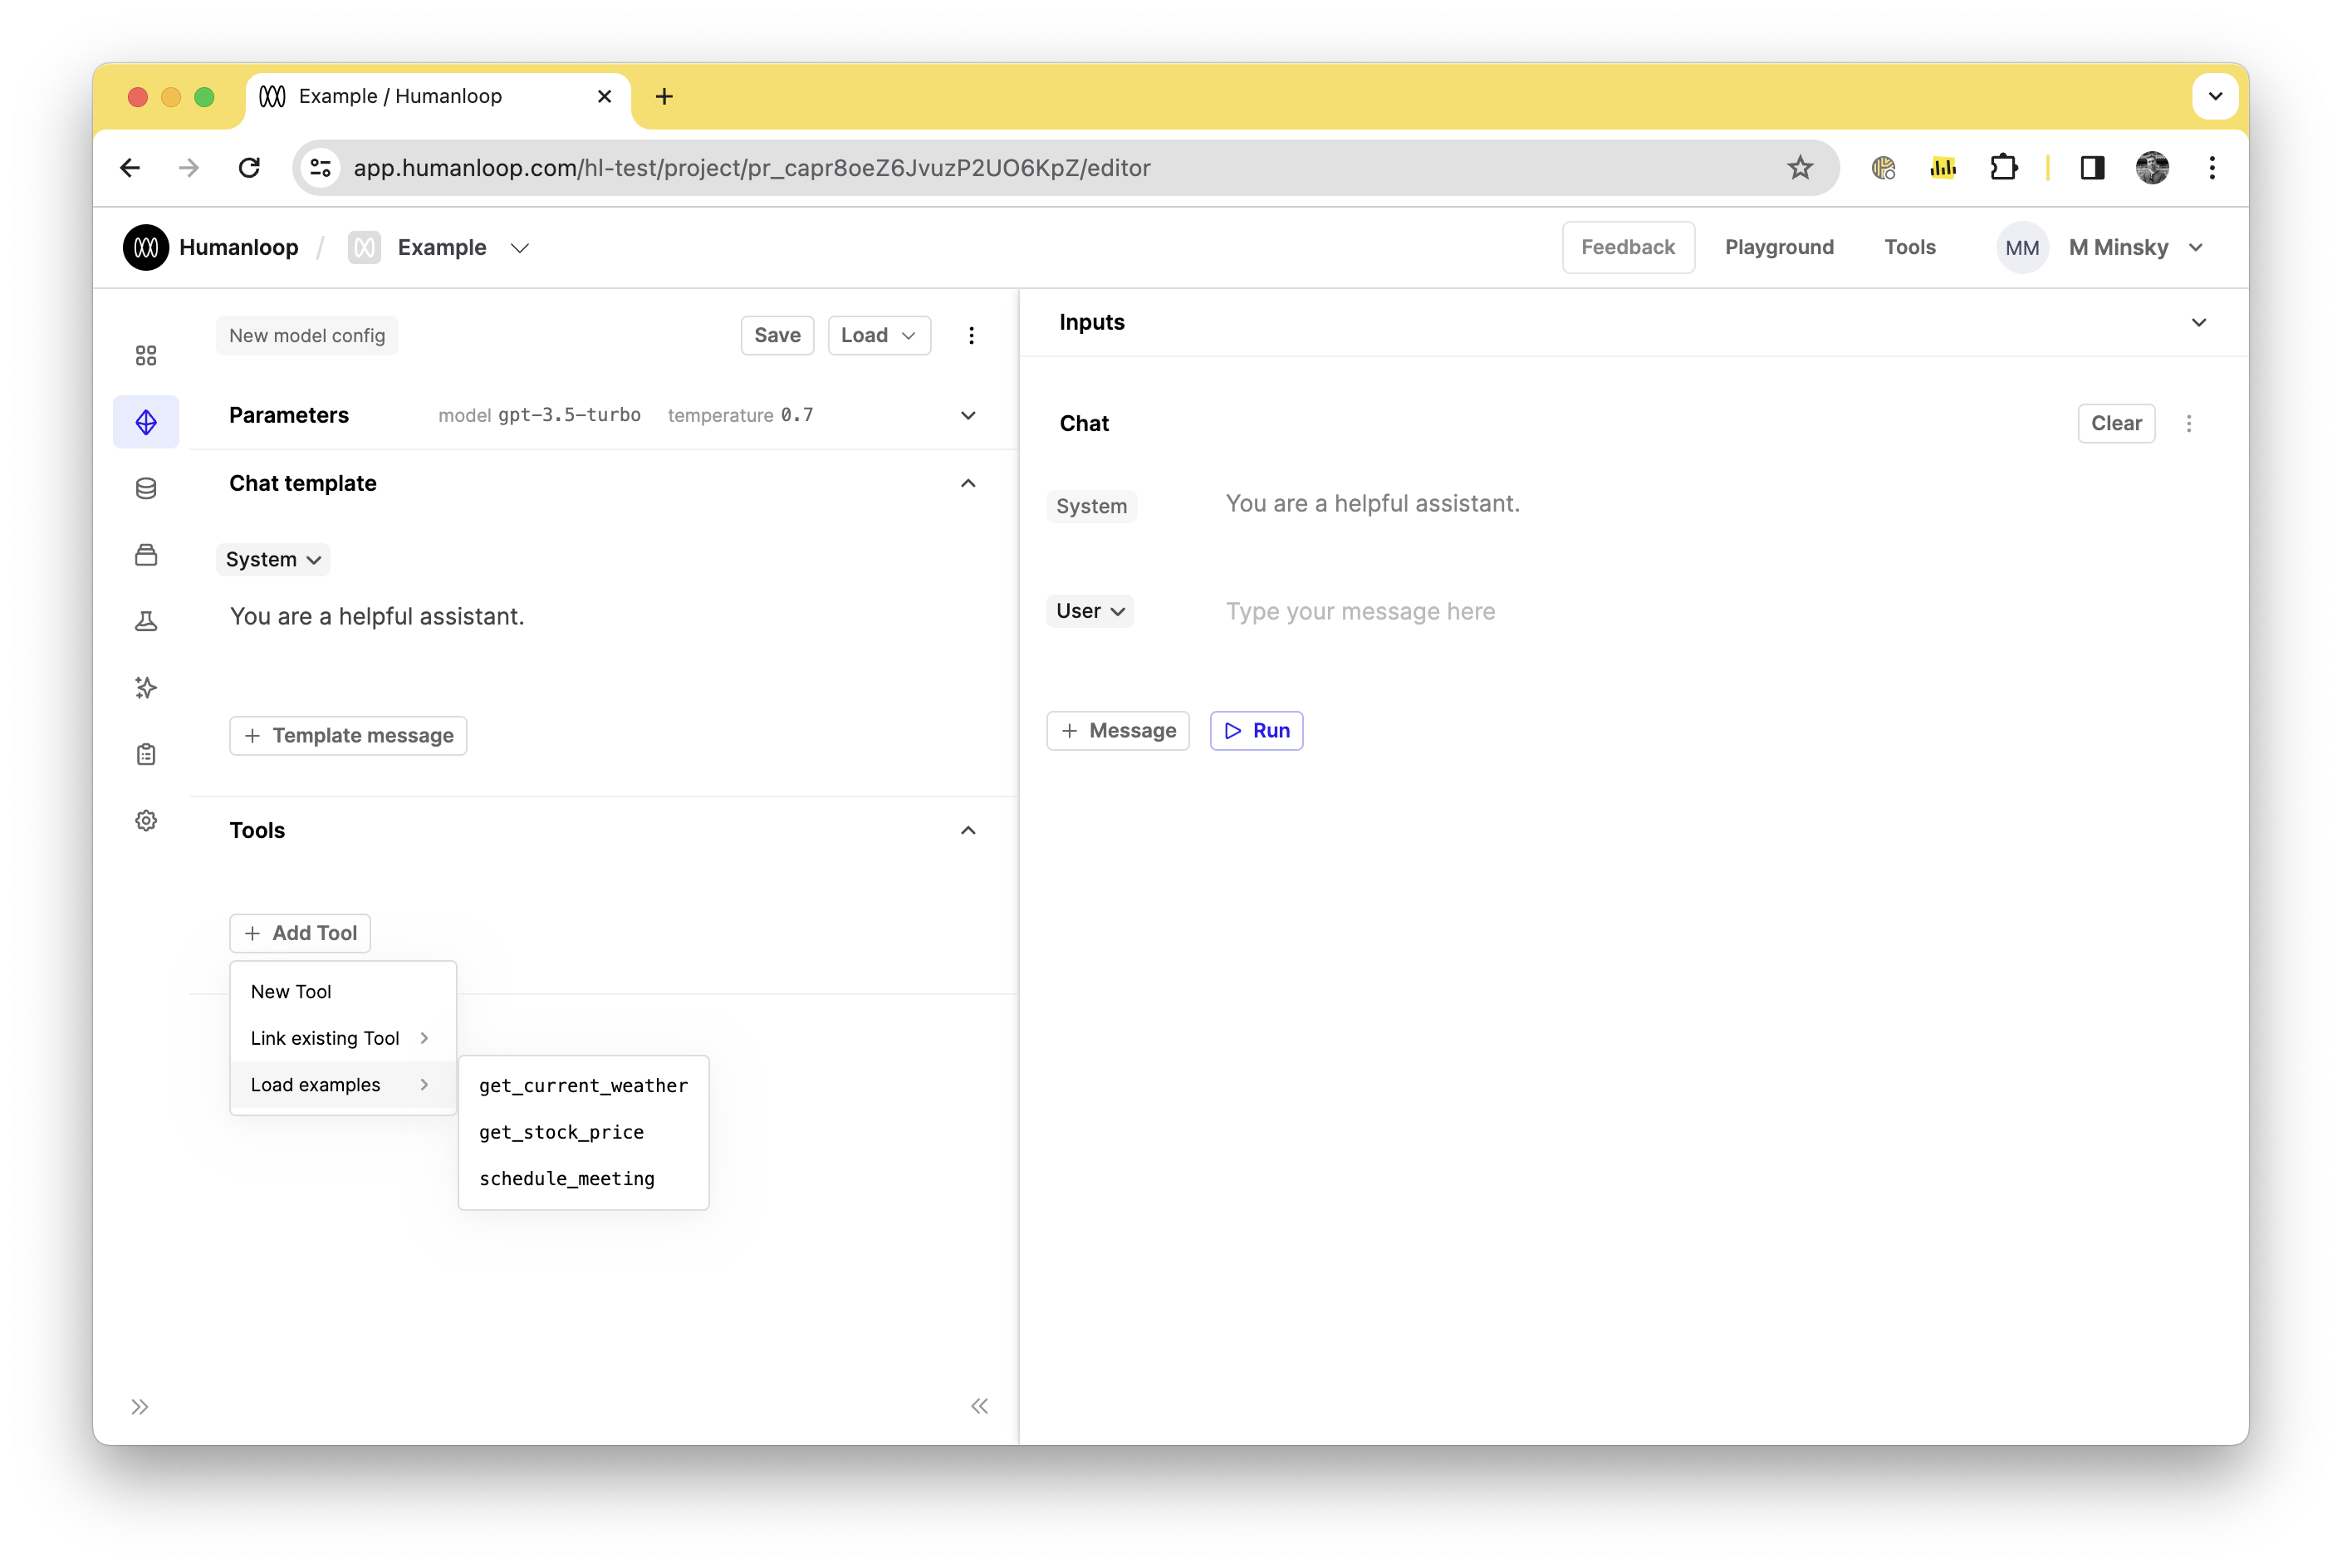 Example / Humanloop
app.humanloop.com/hl-test/project/pr_capr8oeZ6JvuzP2UO6KpZ/editor
Humanloop / Example
Feedback Playground Tools MM M Minsky
New model config Save Load
Parameters model gpt-3.5-turbo temperature 0.7
Chat template
System
You are a helpful assistant.
+ Template message
Tools
+ Add Tool
New Tool
Link existing Tool
Load examples
get_current_weather
get_stock_price
schedule_meeting
Inputs
Chat Clear
System You are a helpful assistant.
User Type your message here
+ Message Run